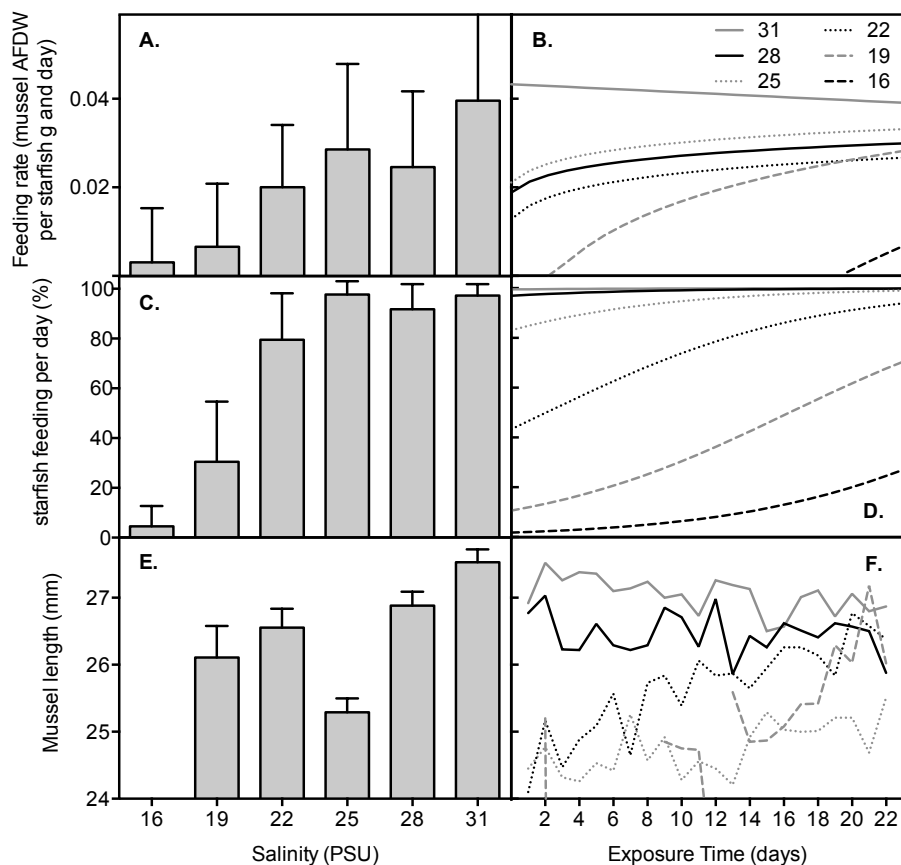 A.
Feeding rate (mussel AFDW
per starfish g and day)
0.04
0.02
B.
31
28
25
22
19
16
C.
starfish feeding per day (%)
100
80
60
40
20
0
D.
E.
Mussel length (mm)
27
26
25
24
16 19 22 25 28 31
Salinity (PSU)
F.
2 4 6 8 10 12 14 16 18 20 22
Exposure Time (days)